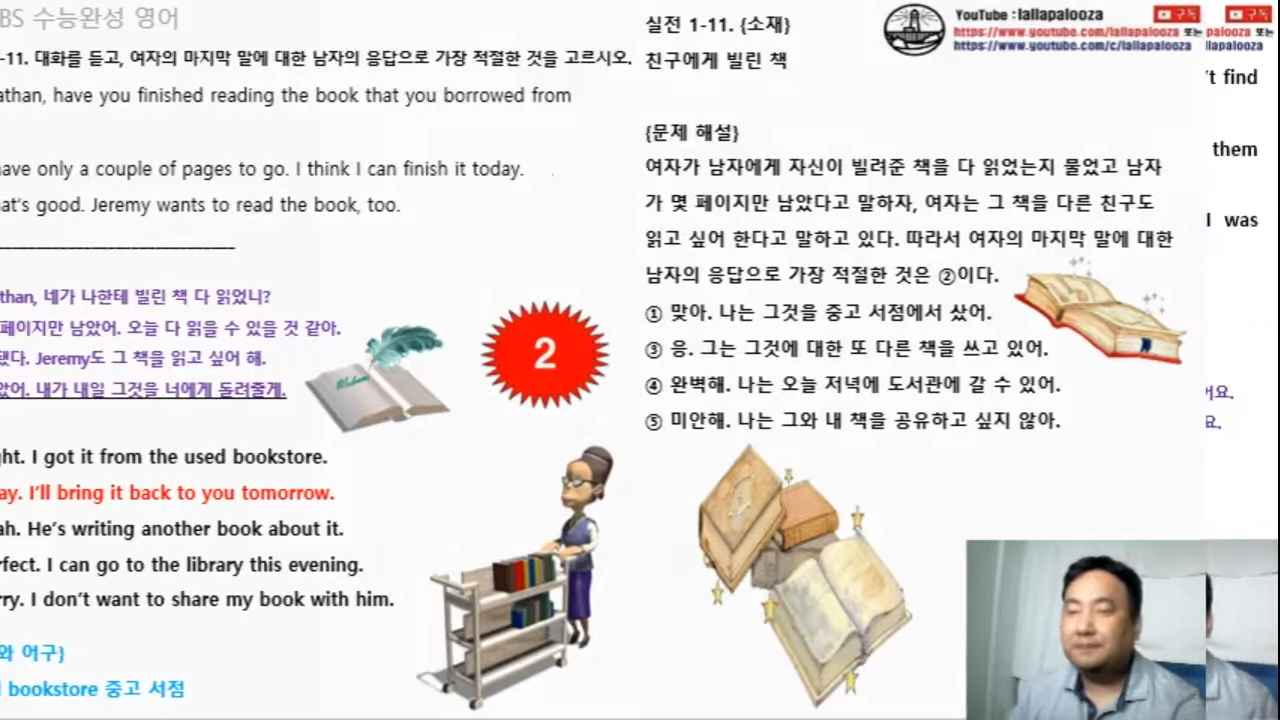 BS 수능완성 영어
-11. 대화를 듣고, 여자의 마지막 말에 대한 남자의 응답으로 가장 적절한 것을 고르시오.
athan, have you finished reading the book that you borrowed from
have only a couple of pages to go. I think I can finish it today.
hat's good. Jeremy wants to read the book, too.
than, 네가 나한테 빌린 책 다 읽었니?
페이지만 남았어. 오늘 다 읽을 수 있을 것 같아.
됐다. Jeremy도 그 책을 읽고 싶어 해.
았어. 내가 내일 그것을 너에게 돌려줄게.
Welcome
2
ght. I got it from the used bookstore.
ay. I'll bring it back to you tomorrow.
ah. He's writing another book about it.
rfect. I can go to the library this evening.
rry. I don't want to share my book with him.
와 어구}
bookstore 중고 서점
실전 1-11. {소재}
친구에게 빌린 책
{문제 해설}
여자가 남자에게 자신이 빌려준 책을 다 읽었는지 물었고 남자
가 몇 페이지만 남았다고 말하자, 여자는 그 책을 다른 친구도
읽고 싶어 한다고 말하고 있다. 따라서 여자의 마지막 말에 대한
남자의 응답으로 가장 적절한 것은 ②이다.
① 맞아. 나는 그것을 중고 서점에서 샀어.
③ 응. 그는 그것에 대한 또 다른 책을 쓰고 있어.
④ 완벽해. 나는 오늘 저녁에 도서관에 갈 수 있어.
⑤ 미안해. 나는 그와 내 책을 공유하고 싶지 않아.
YouTube : lallapalooza 구독 구독
https://www.youtube.com/lallapalooza 또는 palooza 또는
https://www.youtube.com/c/lallapalooza llapalooza
't find
them
I was
어요.
요.